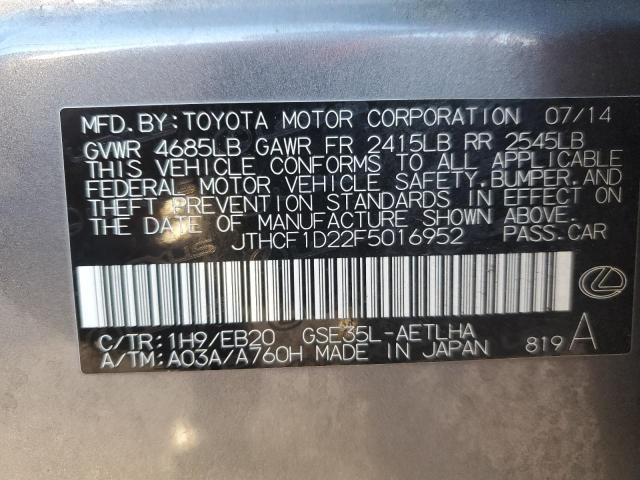 MFD.BY:TOYOTA MOTOR CORPORATION 07/14
GVWR 4685LB GAWR FR 2415LB RR 2545LB
THIS VEHICLE CONFORMS TO ALL APPLICABLE
FEDERAL MOTOR VEHICLE SAFETY,BUMPER,AND
THEFT PREVENTION STANDARDS IN EFFECT ON
THE DATE OF MANUFACTURE SHOWN ABOVE.
JTHCF1D22F5016952 PASS.CAR
C/TR:1H9/EB20 GSE35L-AETLHA
A/TM:A03A/A760H MADE IN JAPAN 819 A